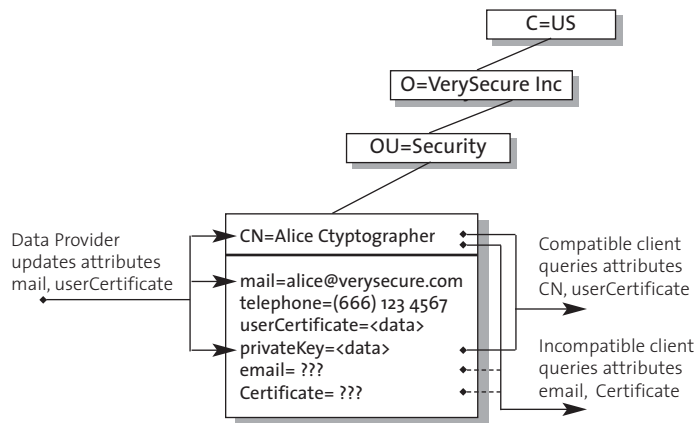 C=US
O=VerySecure Inc
OU=Security
CN=Alice Ctyptographer
Data Provider
updates attributes
mail, userCertificate
mail=alice@verysecure.com
telephone=(666) 123 4567
userCertificate=<data>
privateKey=<data>
email= ???
Certificate= ???
Compatible client
queries attributes
CN, userCertificate
Incompatible client
queries attributes
email, Certificate